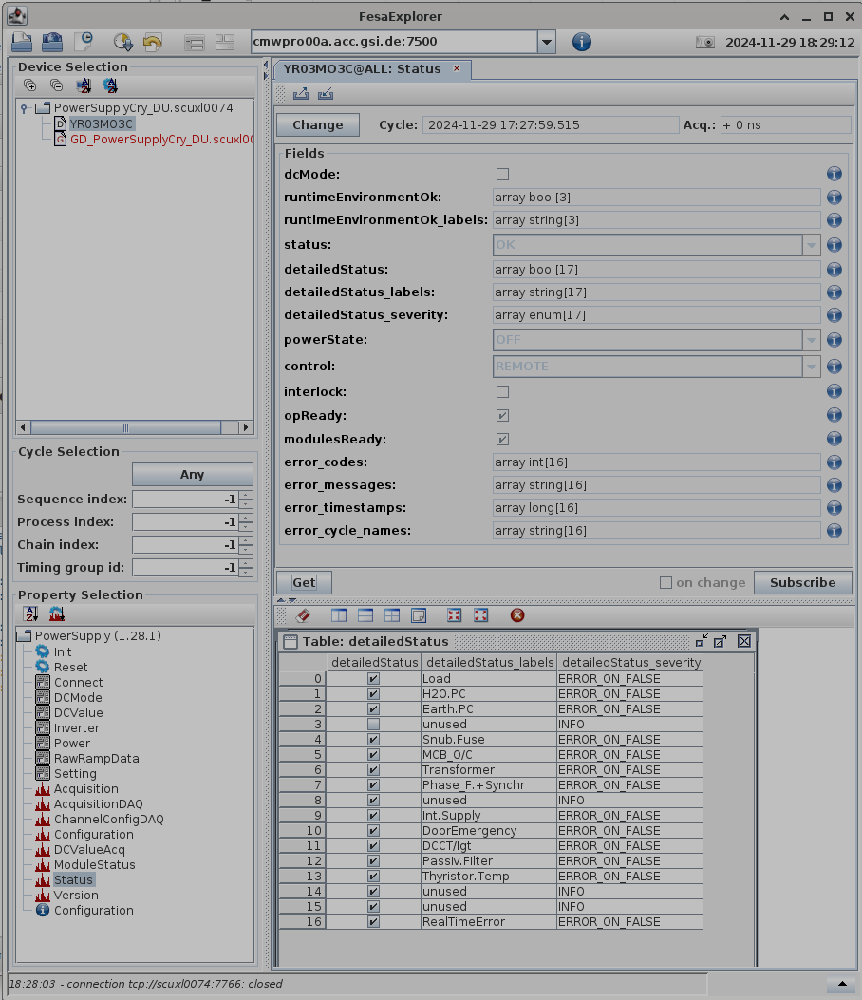 FesaExplorer
cmwpro00a.acc.gsi.de:7500
2024-11-29 18:29:12
Device Selection
PowerSupplyCry_DU.scuxl0074
YR03MO3C
GD_PowerSupplyCry_DU.scuxl00
Cycle Selection
Any
Sequence index: -1
Process index: -1
Chain index: -1
Timing group id: -1
Property Selection
PowerSupply (1.28.1)
Init
Reset
Connect
DCMode
DCValue
Inverter
Power
RawRampData
Setting
Acquisition
AcquisitionDAQ
ChannelConfigDAQ
Configuration
DCValueAcq
ModuleStatus
Status
Version
Configuration
YR03MO3C@ALL: Status
Change Cycle: 2024-11-29 17:27:59.515 Acq.: + 0 ns
Fields
dcMode:
runtimeEnvironmentOk: array bool[3]
runtimeEnvironmentOk_labels: array string[3]
status: OK
detailedStatus: array bool[17]
detailedStatus_labels: array string[17]
detailedStatus_severity: array enum[17]
powerState: OFF
control: REMOTE
interlock:
opReady:
modulesReady:
error_codes: array int[16]
error_messages: array string[16]
error_timestamps: array long[16]
error_cycle_names: array string[16]
Get on change Subscribe
Table: detailedStatus
detailedStatus detailedStatus_labels detailedStatus_severity
0 Load ERROR_ON_FALSE
1 H2O.PC ERROR_ON_FALSE
2 Earth.PC ERROR_ON_FALSE
3 unused INFO
4 Snub.Fuse ERROR_ON_FALSE
5 MCB_O/C ERROR_ON_FALSE
6 Transformer ERROR_ON_FALSE
7 Phase_F.+Synchr ERROR_ON_FALSE
8 unused INFO
9 Int.Supply ERROR_ON_FALSE
10 DoorEmergency ERROR_ON_FALSE
11 DCCT/Igt ERROR_ON_FALSE
12 Passiv.Filter ERROR_ON_FALSE
13 Thyristor.Temp ERROR_ON_FALSE
14 unused INFO
15 unused INFO
16 RealTimeError ERROR_ON_FALSE
18:28:03 - connection tcp://scuxl0074:7766: closed